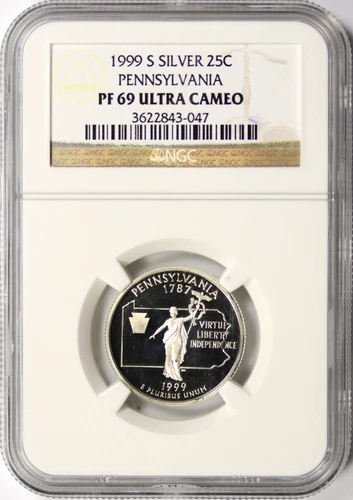 1999 S SILVER 25C
PENNSYLVANIA
PF 69 ULTRA CAMEO
3622843-047
NGC
PENNSYLVANIA
1787
VIRTUE
LIBERTY
INDEPENDENCE
1999
E PLURIBUS UNUM